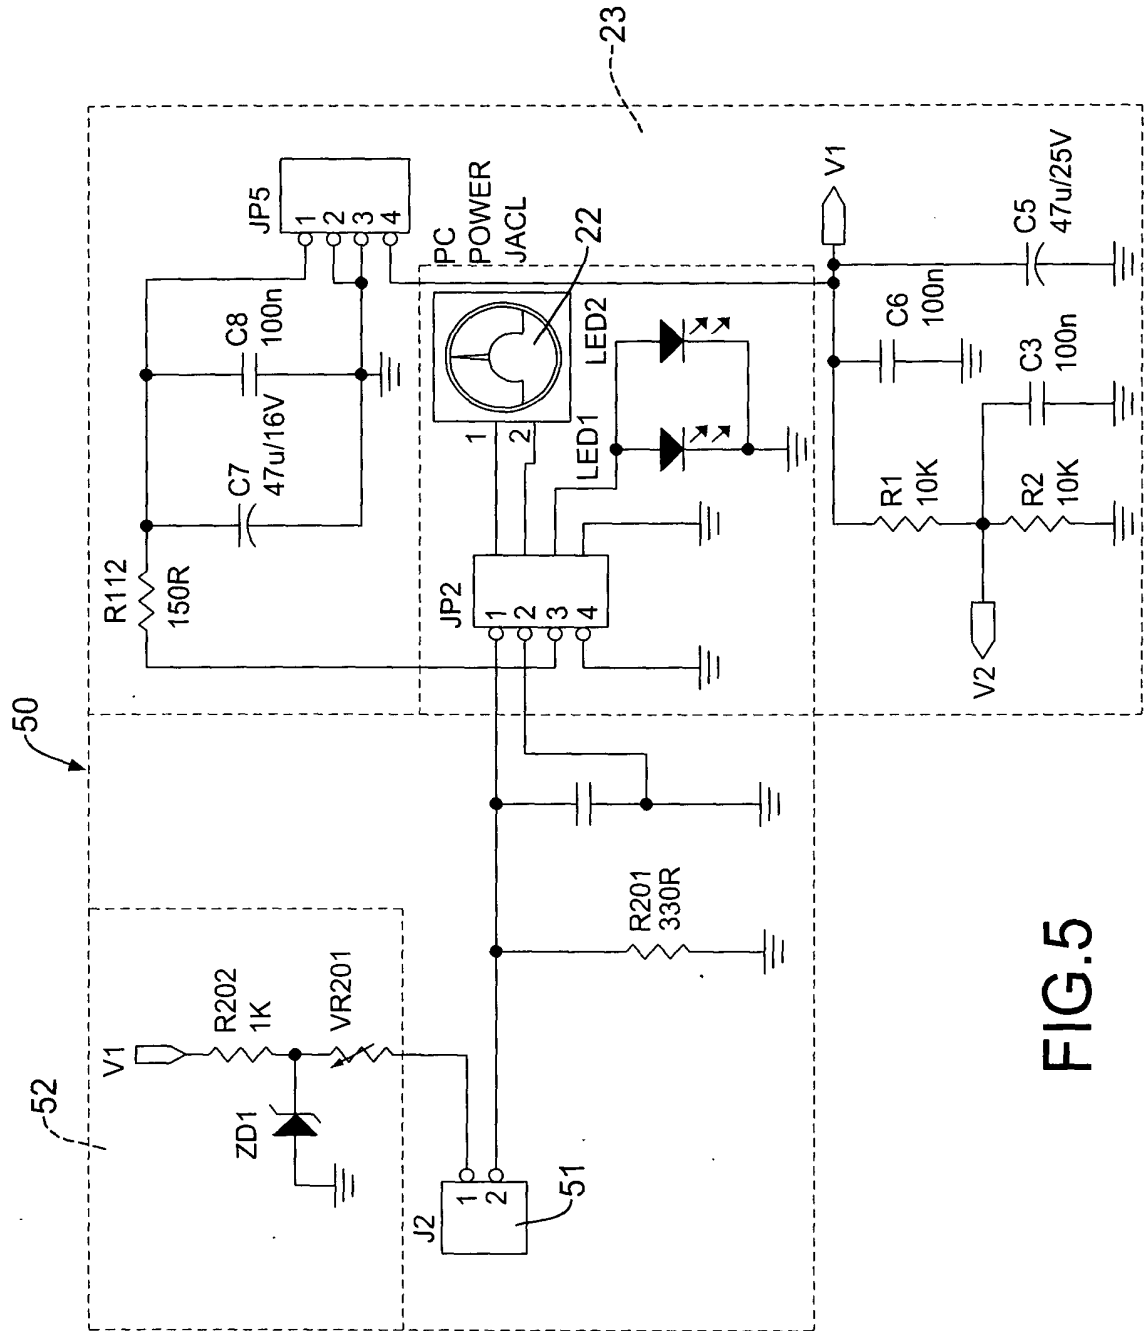 50
52
V1
R202
1K
VR201
ZD1
J2
1
2
51
R201
330R
R112
150R
C7
47u/16V
C8
100n
JP5
1
2
3
4
PC
POWER
JACL
23
JP2
1
2
3
4
1
2
22
LED1
LED2
V1
C6
100n
C5
47u/25V
R1
10K
R2
10K
C3
100n
V2
FIG.5